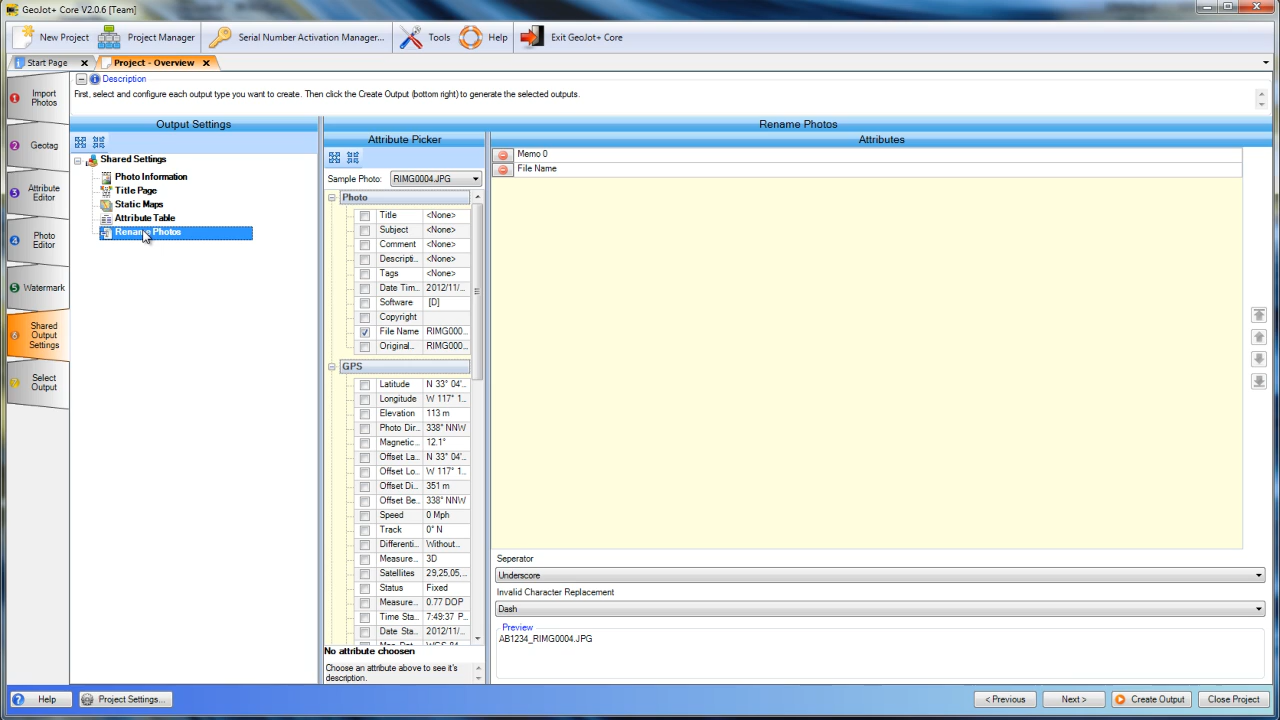 GeoJot+ Core V2.0.6 [Team]
New Project
Project Manager
Serial Number Activation Manager...
Tools
Help
Exit GeoJot+ Core
Start Page
Project - Overview
Description
First, select and configure each output type you want to create. Then click the Create Output (bottom right) to generate the selected outputs.
1 Import Photos
2 Geotag
3 Attribute Editor
4 Photo Editor
5 Watermark
6 Shared Output Settings
Select Output
Output Settings
Shared Settings
Photo Information
Title Page
Static Maps
Attribute Table
Rename Photos
Rename Photos
Attribute Picker
Sample Photo: RIMG0004.JPG
Photo
Title <None>
Subject <None>
Comment <None>
Descripti... <None>
Tags <None>
Date Tim... 2012/11/...
Software [D]
Copyright
File Name RIMG000...
Original... RIMG000...
GPS
Latitude N 33° 04'...
Longitude W 117° 1...
Elevation 113 m
Photo Dir... 338° NNW
Magnetic... 12.1°
Offset La... N 33° 04'...
Offset Lo... W 117° 1...
Offset Di... 351 m
Offset Be... 338° NNW
Speed 0 Mph
Track 0° N
Differenti... Without...
Measure... 3D
Satellites 29,25,05,...
Status Fixed
Measure... 0.77 DOP
Time Sta... 7:49:37 P...
Date Sta... 2012/11/...
No attribute choosen
Choose an attribute above to see it's
description.
Attributes
Memo 0
File Name
Seperator
Underscore
Invalid Character Replacement
Dash
Preview
AB1234_RIMG0004.JPG
Help
Project Settings...
< Previous
Next >
Create Output
Close Project